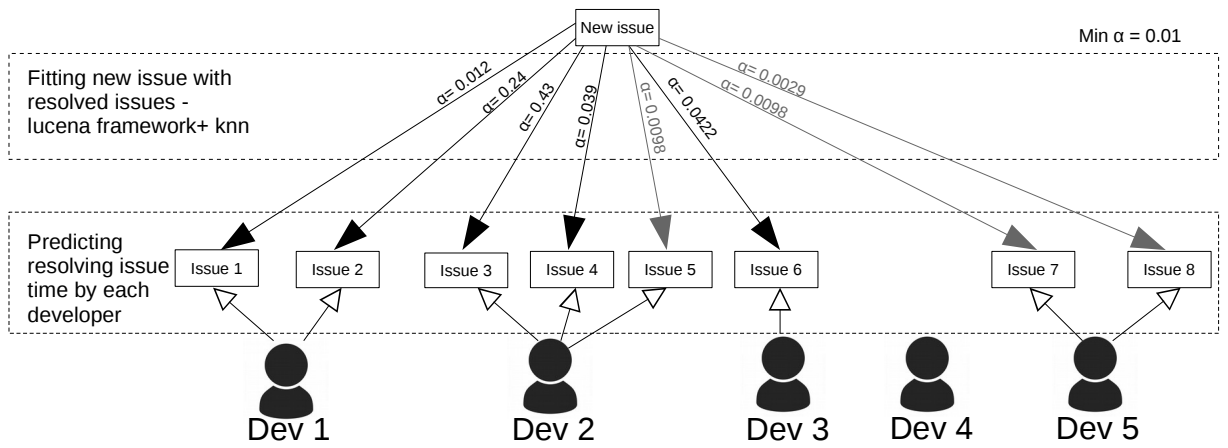 New issue
Min α = 0.01
Fitting new issue with
resolved issues -
lucena framework+ knn
α= 0.012
α= 0.24
α= 0.43
α= 0.039
α= 0.0098
α= 0.0422
α= 0.0098
α= 0.0029
Predicting
resolving issue
time by each
developer
Issue 1
Issue 2
Issue 3
Issue 4
Issue 5
Issue 6
Issue 7
Issue 8
Dev 1
Dev 2
Dev 3
Dev 4
Dev 5